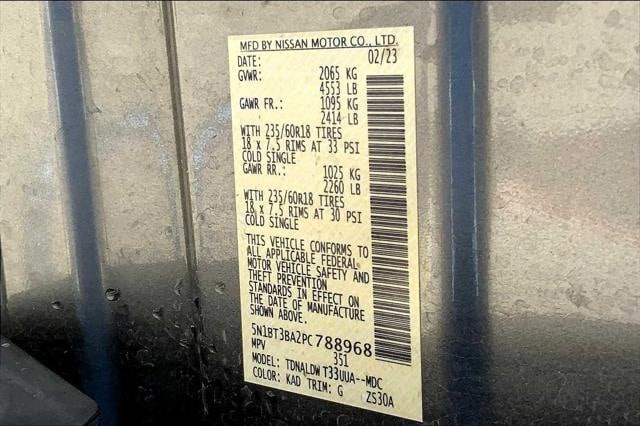 MFD BY NISSAN MOTOR CO., LTD.
DATE: 02/23
GVWR: 2065 KG
4553 LB
GAWR FR.: 1095 KG
2414 LB
WITH 235/60R18 TIRES
18 x 7.5 RIMS AT 33 PSI
COLD SINGLE
GAWR RR.: 1025 KG
2260 LB
WITH 235/60R18 TIRES
18 x 7.5 RIMS AT 30 PSI
COLD SINGLE
THIS VEHICLE CONFORMS TO
ALL APPLICABLE FEDERAL
MOTOR VEHICLE SAFETY AND
THEFT PREVENTION
STANDARDS IN EFFECT ON
THE DATE OF MANUFACTURE
SHOWN ABOVE.
5N1BT3BA2PC788968
MPV 351
MODEL: TDNALDW T33UUA--MDC
COLOR: KAD TRIM: G ZS30A